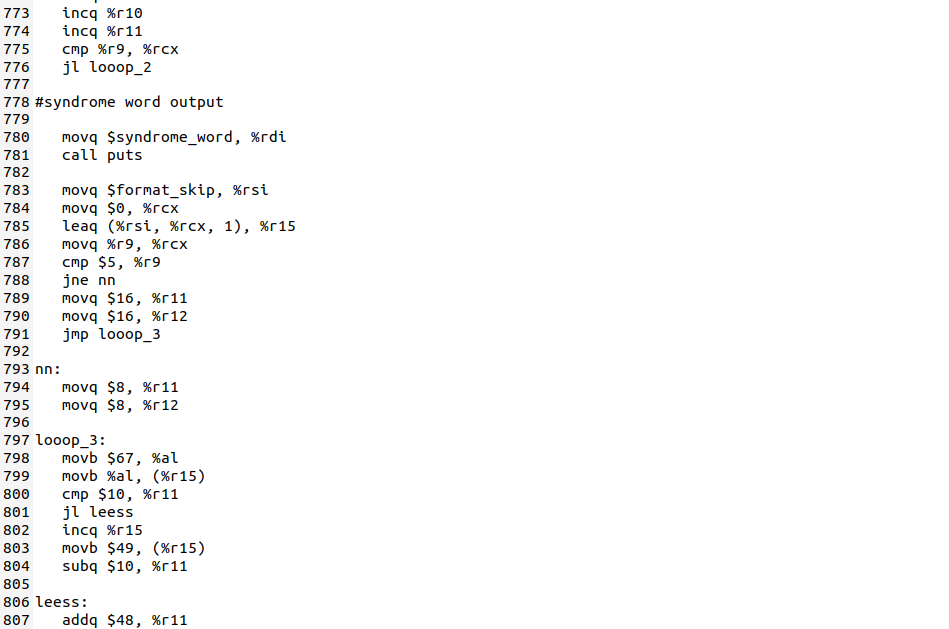 773 incq %r10
774 incq %r11
775 cmp %r9, %rcx
776 jl looop_2
777
778 #syndrome word output
779
780 movq $syndrome_word, %rdi
781 call puts
782
783 movq $format_skip, %rsi
784 movq $0, %rcx
785 leaq (%rsi, %rcx, 1), %r15
786 movq %r9, %rcx
787 cmp $5, %r9
788 jne nn
789 movq $16, %r11
790 movq $16, %r12
791 jmp looop_3
792
793 nn:
794 movq $8, %r11
795 movq $8, %r12
796
797 looop_3:
798 movb $67, %al
799 movb %al, (%r15)
800 cmp $10, %r11
801 jl leess
802 incq %r15
803 movb $49, (%r15)
804 subq $10, %r11
805
806 leess:
807 addq $48, %r11